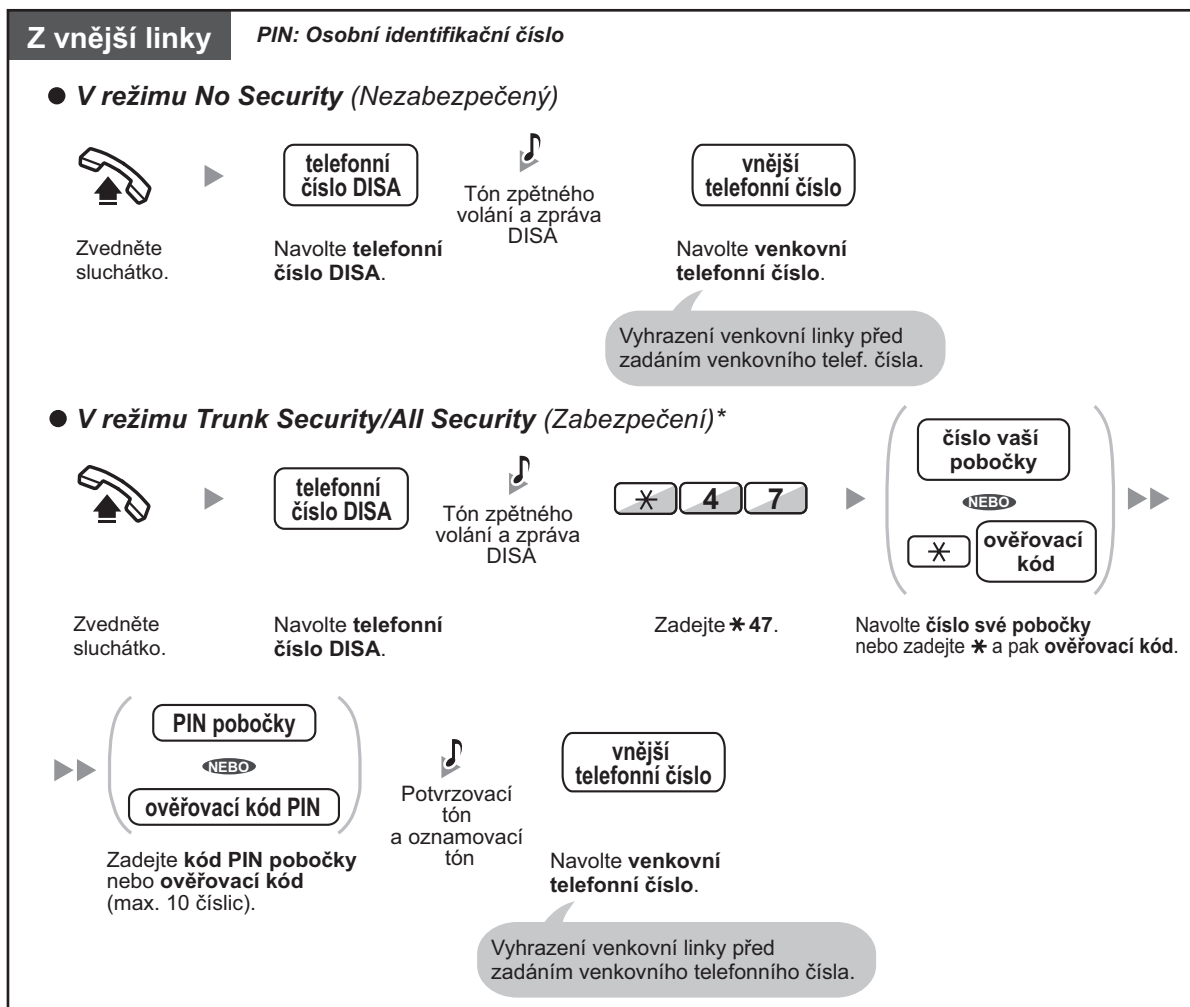 Z vnější linky
PIN: Osobní identifikační číslo
● V režimu No Security (Nezabezpečený)
telefonní
číslo DISA
Tón zpětného
volání a zpráva
DISA
vnější
telefonní číslo
Zvedněte
sluchátko.
Navolte telefonní
číslo DISA.
Navolte venkovní
telefonní číslo.
Vyhrazení venkovní linky před
zadáním venkovního telef. čísla.
● V režimu Trunk Security/All Security (Zabezpečení)*
telefonní
číslo DISA
Tón zpětného
volání a zpráva
DISA
* 4 7
číslo vaší
pobočky
NEBO
* ověřovací
kód
Zvedněte
sluchátko.
Navolte telefonní
číslo DISA.
Zadejte * 47.
Navolte číslo své pobočky
nebo zadejte * a pak ověřovací kód.
PIN pobočky
NEBO
ověřovací kód PIN
Potvrzovací
tón
a oznamovací
tón
vnější
telefonní číslo
Zadejte kód PIN pobočky
nebo ověřovací kód
(max. 10 číslic).
Navolte venkovní
telefonní číslo.
Vyhrazení venkovní linky před
zadáním venkovního telefonního čísla.